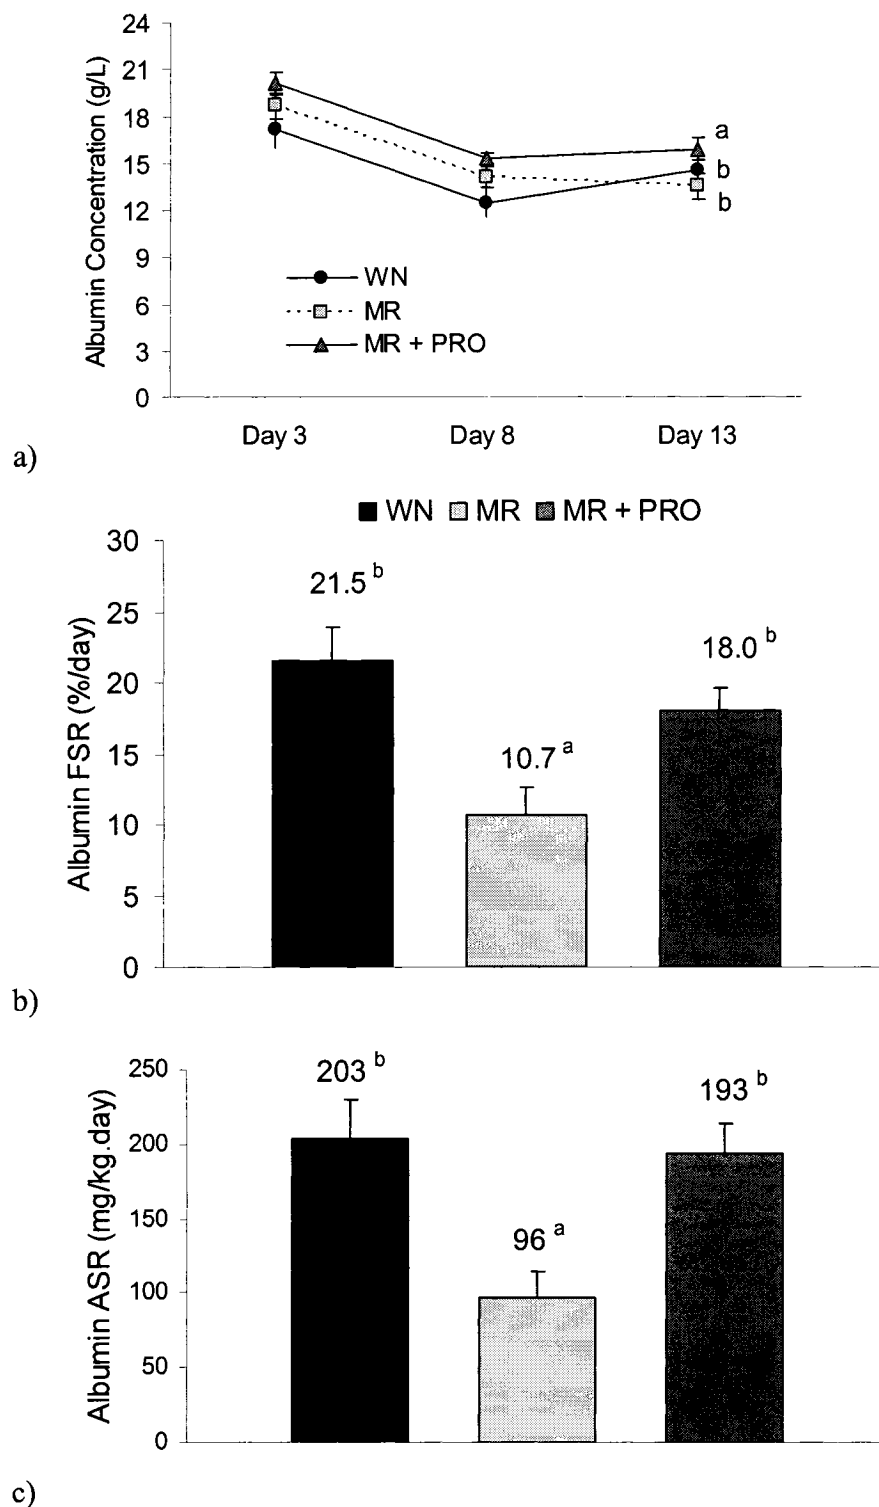 Albumin Concentration (g/L)
24
21
18
15
12
9
6
3
0
a
b
b
WN
MR
MR + PRO
Day 3 Day 8 Day 13
a)
WN MR MR + PRO
Albumin FSR (%/day)
30
25
20
15
10
5
0
21.5 b
10.7 a
18.0 b
b)
Albumin ASR (mg/kg.day)
250
200
150
100
50
0
203 b
96 a
193 b
c)